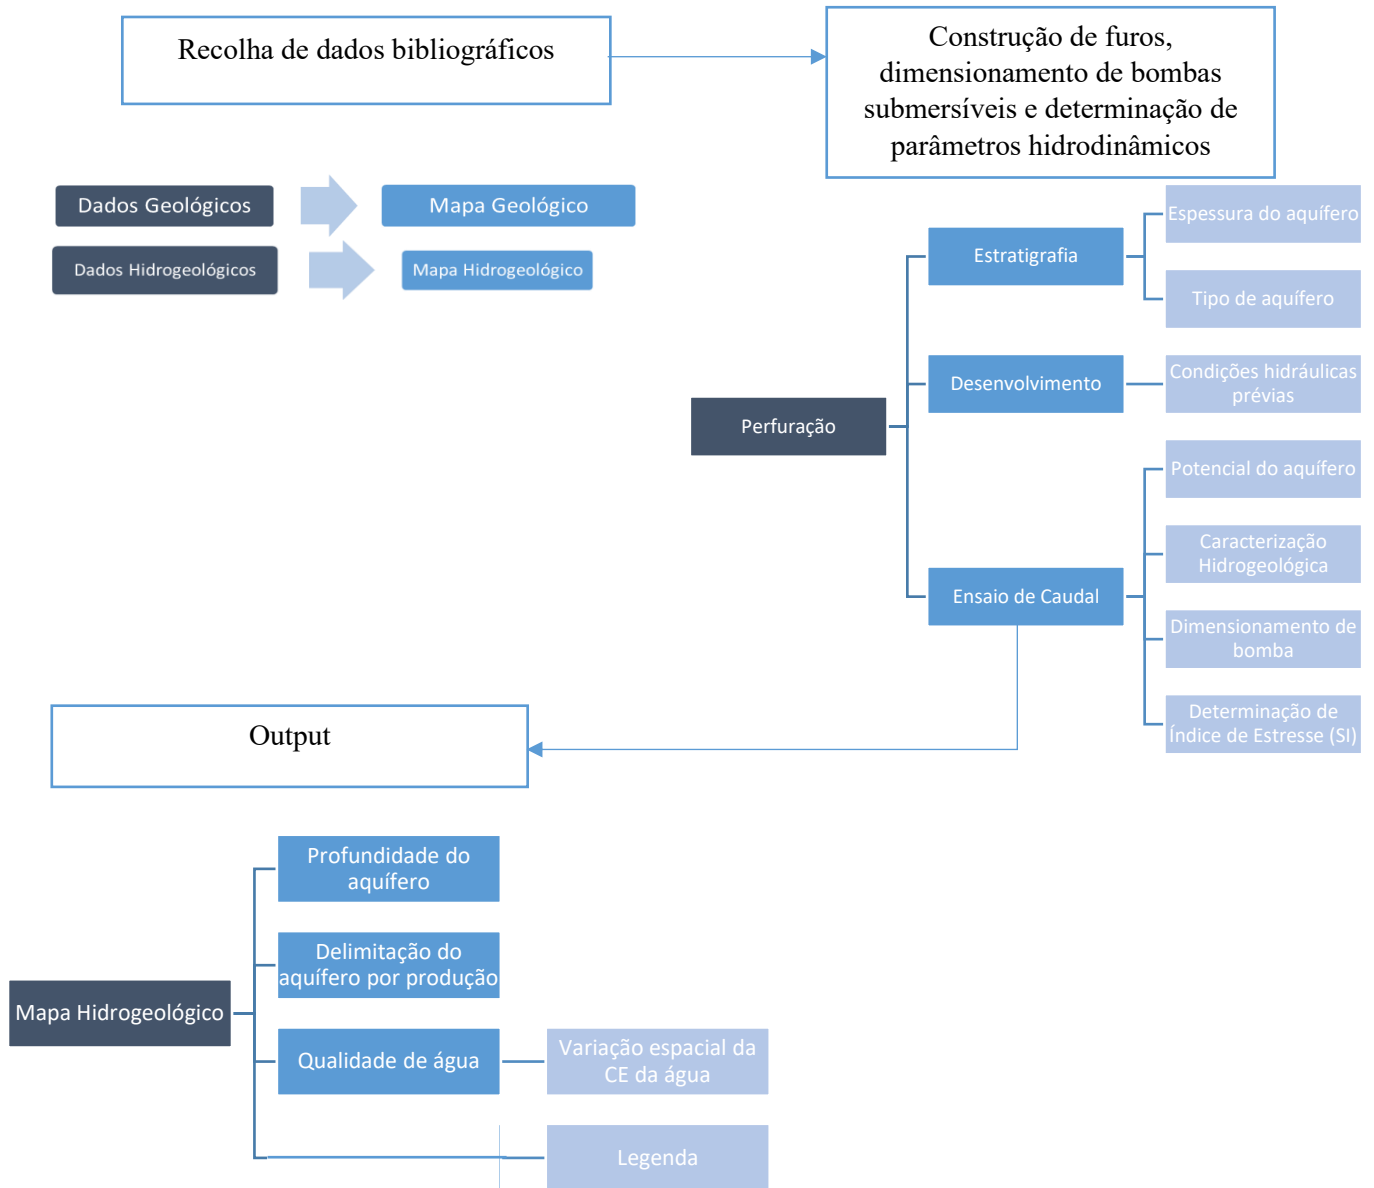 Recolha de dados bibliográficos
Construção de furos,
dimensionamento de bombas
submersíveis e determinação de
parâmetros hidrodinâmicos
Dados Geológicos
Mapa Geológico
Dados Hidrogeológicos
Mapa Hidrogeológico
Perfuração
Estratigrafia
Espessura do aquífero
Tipo de aquífero
Desenvolvimento
Condições hidráulicas
prévias
Ensaio de Caudal
Potencial do aquífero
Caracterização
Hidrogeológica
Dimensionamento de
bomba
Determinação de
Índice de Estresse (SI)
Output
Mapa Hidrogeológico
Profundidade do
aquífero
Delimitação do
aquífero por produção
Qualidade de água
Variação espacial da
CE da água
Legenda